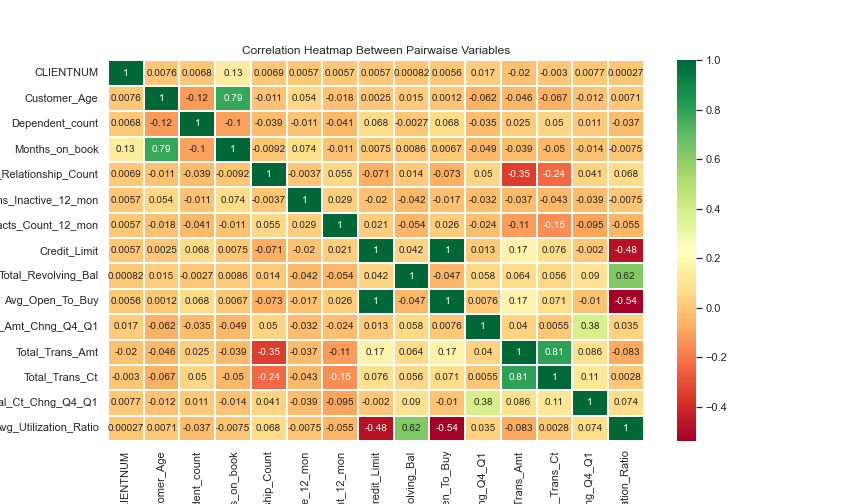 Correlation Heatmap Between Pairwaise Variables
CLIENTNUM 1 0.0076 0.0068 0.13 0.0069 0.0057 0.0057 0.0057 0.00082 0.0056 0.017 -0.02 -0.003 0.0077 0.00027
Customer_Age 0.0076 1 -0.12 0.79 -0.011 0.054 -0.018 0.0025 0.015 0.0012 -0.062 -0.046 -0.067 -0.012 0.0071
Dependent_count 0.0068 -0.12 1 -0.1 -0.039 -0.011 -0.041 0.068 -0.0027 0.068 -0.035 0.025 0.05 0.011 -0.037
Months_on_book 0.13 0.79 -0.1 1 -0.0092 0.074 -0.011 0.0075 0.0086 0.0067 -0.049 -0.039 -0.05 -0.014 -0.0075
_Relationship_Count 0.0069 -0.011 -0.039 -0.0092 1 -0.0037 0.055 -0.071 0.014 -0.073 0.05 -0.35 -0.24 0.041 0.068
ns_Inactive_12_mon 0.0057 0.054 -0.011 0.074 -0.0037 1 0.029 -0.02 -0.042 -0.017 -0.032 -0.037 -0.043 -0.039 -0.0075
acts_Count_12_mon 0.0057 -0.018 -0.041 -0.011 0.055 0.029 1 0.021 -0.054 0.026 -0.024 -0.11 -0.15 -0.095 -0.055
Credit_Limit 0.0057 0.0025 0.068 0.0075 -0.071 -0.02 0.021 1 0.042 1 0.013 0.17 0.076 -0.002 -0.48
Total_Revolving_Bal 0.00082 0.015 -0.0027 0.0086 0.014 -0.042 -0.054 0.042 1 -0.047 0.058 0.064 0.056 0.09 0.62
Avg_Open_To_Buy 0.0056 0.0012 0.068 0.0067 -0.073 -0.017 0.026 1 -0.047 1 0.0076 0.17 0.071 -0.01 -0.54
_Amt_Chng_Q4_Q1 0.017 -0.062 -0.035 -0.049 0.05 -0.032 -0.024 0.013 0.058 0.0076 1 0.04 0.0055 0.38 0.035
Total_Trans_Amt -0.02 -0.046 0.025 -0.039 -0.35 -0.037 -0.11 0.17 0.064 0.17 0.04 1 0.81 0.086 -0.083
Total_Trans_Ct -0.003 -0.067 0.05 -0.05 -0.24 -0.043 -0.15 0.076 0.056 0.071 0.0055 0.81 1 0.11 0.0028
al_Ct_Chng_Q4_Q1 0.0077 -0.012 0.011 -0.014 0.041 -0.039 -0.095 -0.002 0.09 -0.01 0.38 0.086 0.11 1 0.074
vg_Utilization_Ratio 0.00027 0.0071 -0.037 -0.0075 0.068 -0.0075 -0.055 -0.48 0.62 -0.54 0.035 -0.083 0.0028 0.074 1
LIENTNUM
omer_Age
dent_count
s_on_book
ship_Count
e_12_mon
nt_12_mon
redit_Limit
olving_Bal
en_To_Buy
ng_Q4_Q1
Trans_Amt
_Trans_Ct
ng_Q4_Q1
ation_Ratio
1.0
0.8
0.6
0.4
0.2
0.0
−0.2
−0.4